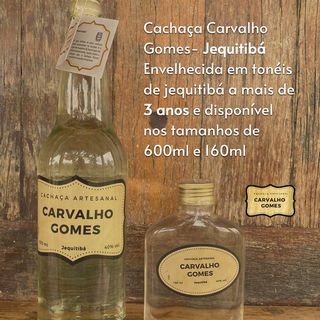 Cachaça Carvalho
Gomes- Jequitibá
Envelhecida em tonéis
de jequitibá a mais de
3 anos e disponível
nos tamanhos de
600ml e 160ml
CACHAÇA ARTESANAL
CARVALHO
GOMES
Jequitibá
40% vol
CACHAÇA ARTESANAL
CARVALHO
GOMES
Jequitibá
CACHAÇA ARTESANAL
CARVALHO
GOMES